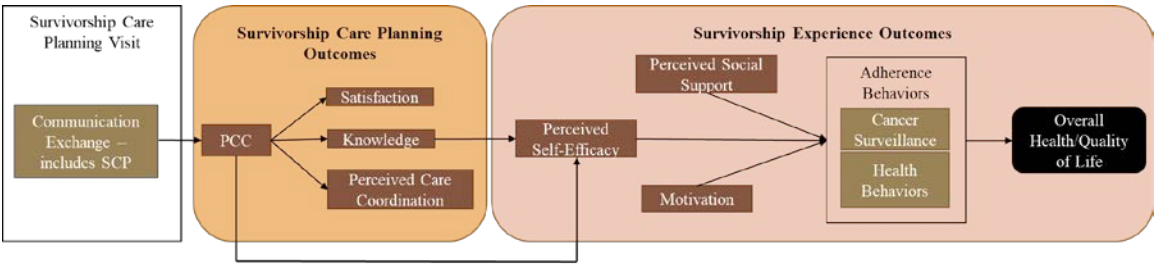 Survivorship Care
Planning Visit
Communication
Exchange –
includes SCP
Survivorship Care Planning
Outcomes
PCC
Satisfaction
Knowledge
Perceived Care
Coordination
Survivorship Experience Outcomes
Perceived Social
Support
Perceived
Self-Efficacy
Motivation
Adherence
Behaviors
Cancer
Surveillance
Health
Behaviors
Overall
Health/Quality
of Life